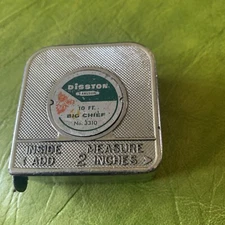 DISSTON
10 FT.
BIG CHIEF
No. 3310
INSIDE MEASURE
< ADD 2 INCHES >